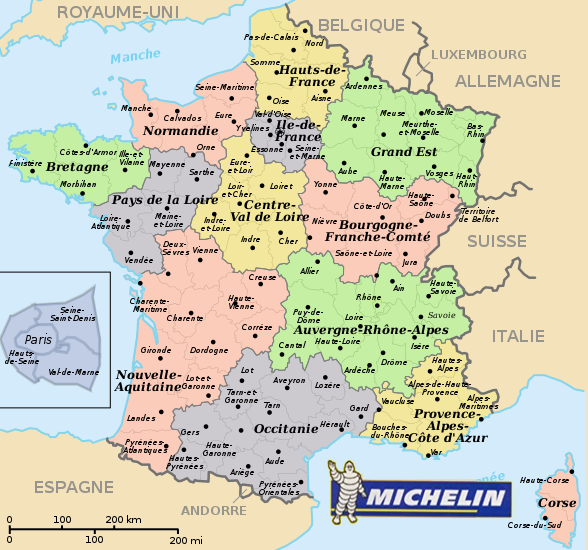 ROYAUME-UNI
BELGIQUE
LUXEMBOURG
ALLEMAGNE
Manche
Pas-de-Calais
Nord
Somme
Hauts-de-
France
Aisne
Oise
Ardennes
Seine-Maritime
Manche
Calvados
Eure
Normandie
Orne
Val'd'Oise
Yvelines
Ile-de-
France
Essonne
Seine-
et-Marne
Marne
Meuse
Moselle
Meurthe-
et-Moselle
Bas-
Rhin
Grand Est
Aube
Haute-
Marne
Vosges
Haut-
Rhin
Finistère
Côtes-d'Armor
Ille-et-
Vilaine
Bretagne
Morbihan
Mayenne
Sarthe
Pays de la Loire
Loire-
Atlantique
Maine-
et-Loire
Vendée
Eure-
et-Loir
Loir-
et-Cher
Loiret
Centre-
Val de Loire
Indre-
et-Loire
Indre
Cher
Yonne
Côte-d'Or
Haute-
Saône
Nièvre
Doubs
Territoire
de Belfort
Bourgogne-
Franche-Comté
Saône-et-Loire
Jura
SUISSE
Deux-
Sèvres
Vienne
Charente-
Maritime
Charente
Haute-
Vienne
Creuse
Corrèze
Gironde
Dordogne
Nouvelle-
Aquitaine
Lot-et-
Garonne
Landes
Pyrénées-
Atlantiques
Allier
Puy-de-
Dôme
Loire
Rhône
Ain
Haute-
Savoie
Savoie
Auvergne-Rhône-Alpes
Cantal
Haute-Loire
Isère
Ardèche
Drôme
ITALIE
Seine-
Saint-Denis
Paris
Hauts-
de-Seine
Val-de-Marne
Lot
Aveyron
Lozère
Tarn-et-
Garonne
Tarn
Gard
Hérault
Gers
Occitanie
Haute-
Garonne
Hautes-
Pyrénées
Ariège
Aude
Pyrénées-
Orientales
Hautes-
Alpes
Alpes-de-Haute-
Provence
Alpes-
Maritimes
Vaucluse
Bouches-
du-Rhône
Provence-
Alpes-
Côte d'Azur
Var
ESPAGNE
ANDORRE
MICHELIN
Haute-Corse
Corse
Corse-du-Sud
0 100 200 km
0 100 200 mi